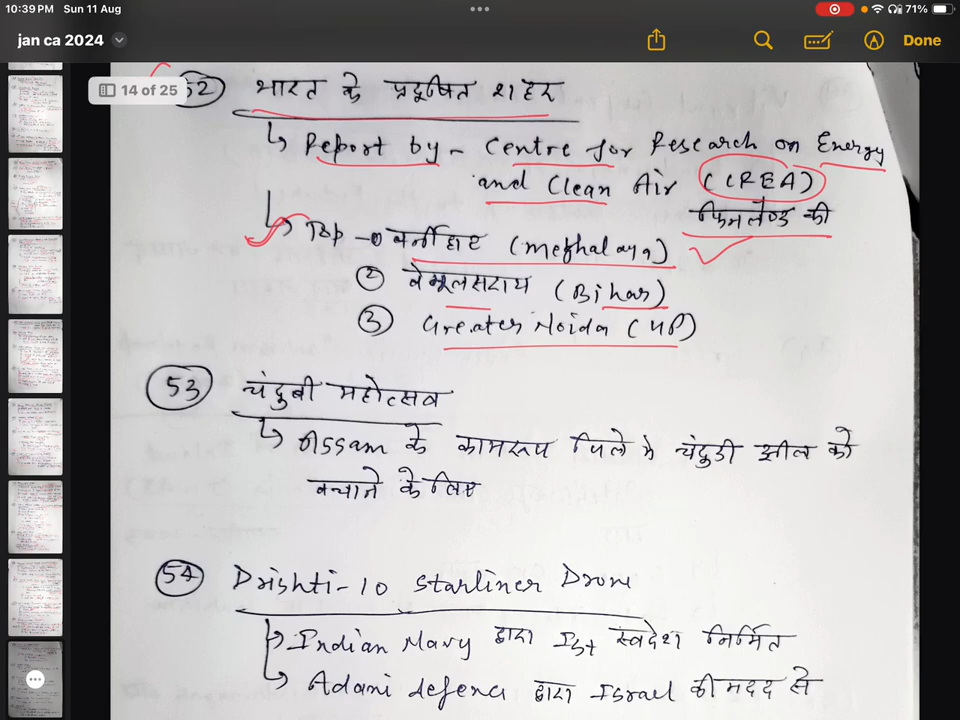 10:39 PM Sun 11 Aug
71%
jan ca 2024
Done
14 of 25
52) भारत के प्रदूषित शहर
↳ Report by - Centre for Research on Energy
and Clean Air (CREA)
फिनलैण्ड की
↳ Top - ① बर्नीहाट (Meghalaya)
② बेगूलसराय (Bihar)
③ Greater Noida (UP)
53 चंदुबी महोत्सव
↳ Assam के कामरूप जिले मे चंदुडी झील को
बचाने के लिए
54 Drishti-10 Starliner Drone
↳ Indian Navy द्वारा Ist स्वदेश निर्मित
↳ Adani defence द्वारा Israel की मदद से